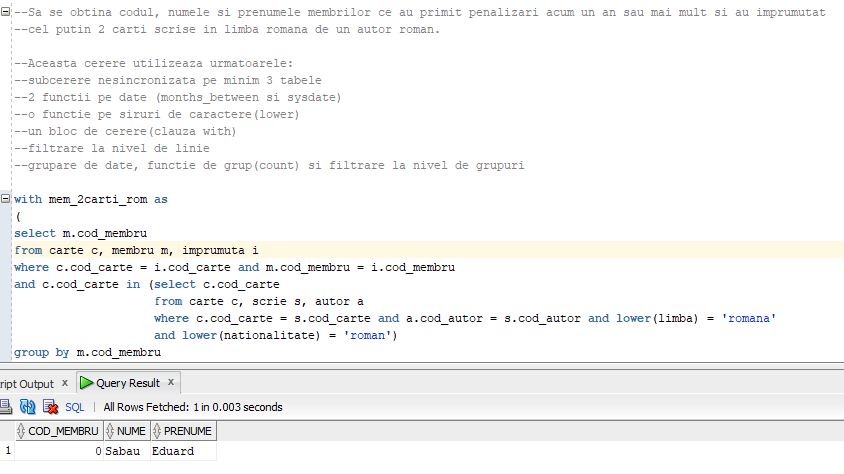 --Sa se obtina codul, numele si prenumele membrilor ce au primit penalizari acum un an sau mai mult si au imprumutat
--cel putin 2 carti scrise in limba romana de un autor roman.
--Aceasta cerere utilizeaza urmatoarele:
--subcerere nesincronizata pe minim 3 tabele
--2 functii pe date (months_between si sysdate)
--o functie pe siruri de caractere(lower)
--un bloc de cerere(clauza with)
--filtrare la nivel de linie
--grupare de date, functie de grup(count) si filtrare la nivel de grupuri
with mem_2carti_rom as
(
select m.cod_membru
from carte c, membru m, imprumuta i
where c.cod_carte = i.cod_carte and m.cod_membru = i.cod_membru
and c.cod_carte in (select c.cod_carte
from carte c, scrie s, autor a
where c.cod_carte = s.cod_carte and a.cod_autor = s.cod_autor and lower(limba) = 'romana'
and lower(nationalitate) = 'roman')
group by m.cod_membru
ript Output x Query Result x
SQL | All Rows Fetched: 1 in 0.003 seconds
COD_MEMBRU NUME PRENUME
1 0 Sabau Eduard